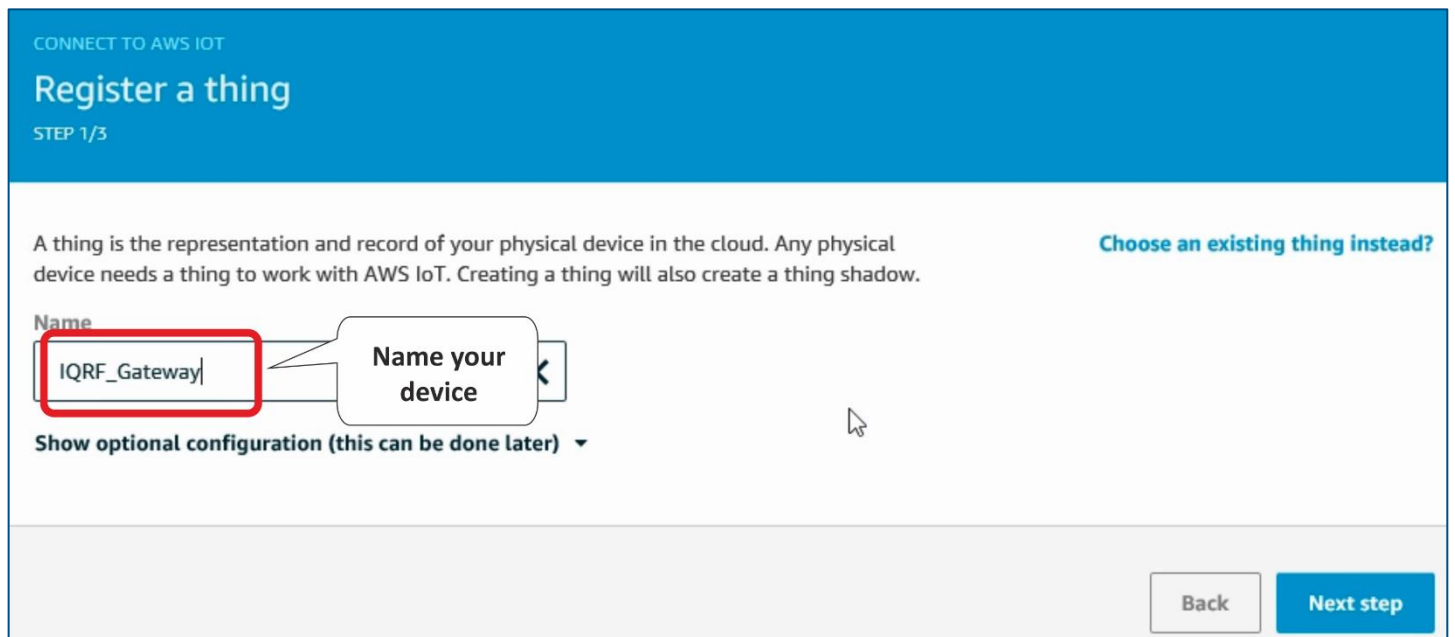 CONNECT TO AWS IOT
Register a thing
STEP 1/3
A thing is the representation and record of your physical device in the cloud. Any physical
device needs a thing to work with AWS IoT. Creating a thing will also create a thing shadow.
Choose an existing thing instead?
Name
IQRF_Gateway
Name your
device
Show optional configuration (this can be done later)
Back
Next step